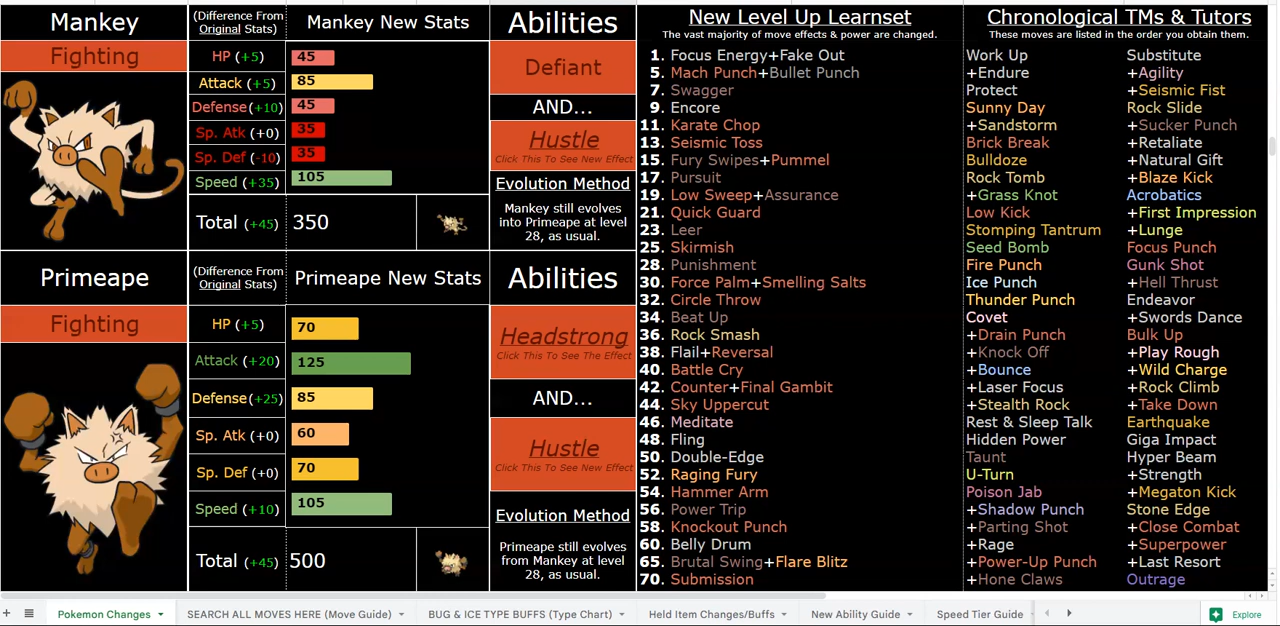 Mankey
(Difference From
Original Stats)
Mankey New Stats
Abilities
Fighting
HP (+5)
45
Attack (+5)
85
Defense(+10)
45
Sp. Atk (+0)
35
Sp. Def (-10)
35
Speed (+35)
105
Total (+45)
350
Defiant
AND...
Hustle
Click This To See New Effect
Evolution Method
Mankey still evolves
into Primeape at level
28, as usual.
Primeape
(Difference From
Original Stats)
Primeape New Stats
Abilities
Fighting
HP (+5)
70
Attack (+20)
125
Defense(+25)
85
Sp. Atk (+0)
60
Sp. Def (+0)
70
Speed (+10)
105
Total (+45)
500
Headstrong
Click This To See The Effect
AND...
Hustle
Click This To See New Effect
Evolution Method
Primeape still evolves
from Mankey at level
28, as usual.
New Level Up Learnset
The vast majority of move effects & power are changed.
1. Focus Energy+Fake Out
5. Mach Punch+Bullet Punch
7. Swagger
9. Encore
11. Karate Chop
13. Seismic Toss
15. Fury Swipes+Pummel
17. Pursuit
19. Low Sweep+Assurance
21. Quick Guard
23. Leer
25. Skirmish
28. Punishment
30. Force Palm+Smelling Salts
32. Circle Throw
34. Beat Up
36. Rock Smash
38. Flail+Reversal
40. Battle Cry
42. Counter+Final Gambit
44. Sky Uppercut
46. Meditate
48. Fling
50. Double-Edge
52. Raging Fury
54. Hammer Arm
56. Power Trip
58. Knockout Punch
60. Belly Drum
65. Brutal Swing+Flare Blitz
70. Submission
Chronological TMs & Tutors
These moves are listed in the order you obtain them.
Work Up
+Endure
Protect
Sunny Day
+Sandstorm
Brick Break
Bulldoze
Rock Tomb
+Grass Knot
Low Kick
Stomping Tantrum
Seed Bomb
Fire Punch
Ice Punch
Thunder Punch
Covet
+Drain Punch
+Knock Off
+Bounce
+Laser Focus
+Stealth Rock
Rest & Sleep Talk
Hidden Power
Taunt
U-Turn
Poison Jab
+Shadow Punch
+Parting Shot
+Rage
+Power-Up Punch
+Hone Claws
Substitute
+Agility
+Seismic Fist
Rock Slide
+Sucker Punch
+Retaliate
+Natural Gift
+Blaze Kick
Acrobatics
+First Impression
+Lunge
Focus Punch
Gunk Shot
+Hell Thrust
Endeavor
+Swords Dance
Bulk Up
+Play Rough
+Wild Charge
+Rock Climb
+Take Down
Earthquake
Giga Impact
Hyper Beam
+Strength
+Megaton Kick
Stone Edge
+Close Combat
+Superpower
+Last Resort
Outrage
Pokemon Changes
SEARCH ALL MOVES HERE (Move Guide)
BUG & ICE TYPE BUFFS (Type Chart)
Held Item Changes/Buffs
New Ability Guide
Speed Tier Guide
Explore